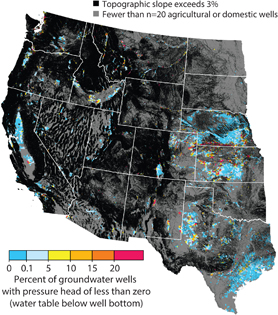 Topographic slope exceeds 3%
Fewer than n=20 agricultural or domestic wells
0 0.1 5 10 15 20
Percent of groundwater wells
with pressure head of less than zero
(water table below well bottom)